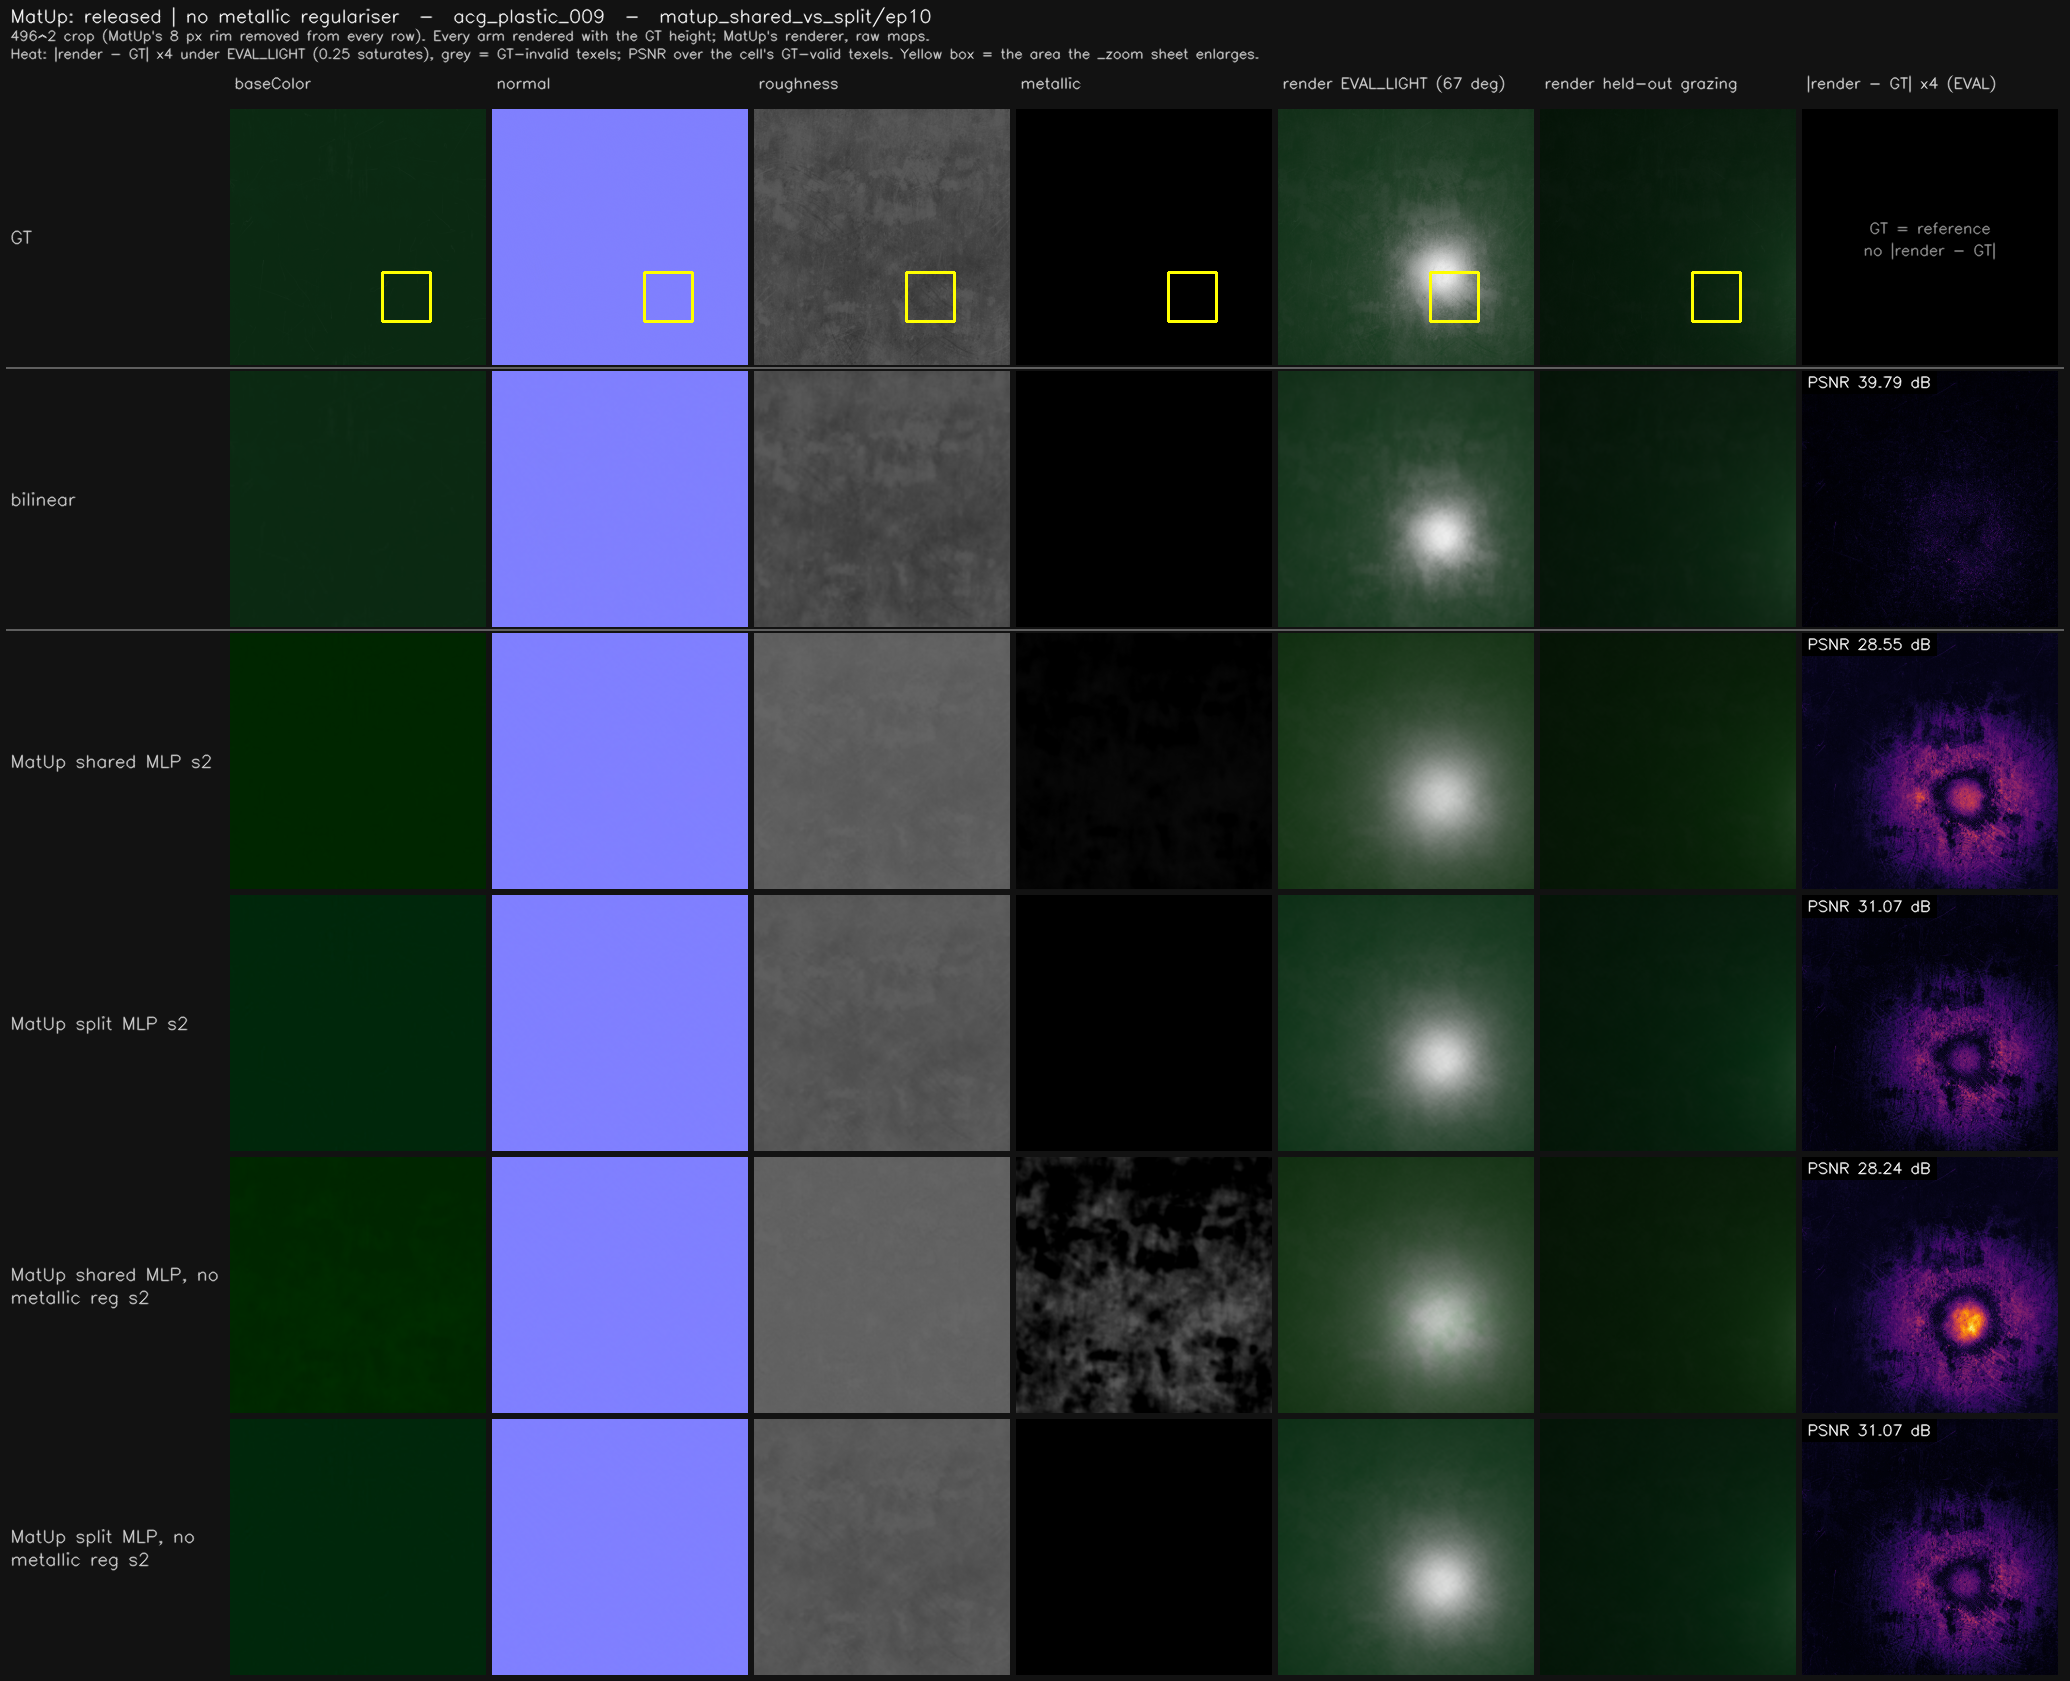 MatUp: released | no metallic regulariser — acg_plastic_009 — matup_shared_vs_split/ep10
496^2 crop (MatUp's 8 px rim removed from every row). Every arm rendered with the GT height; MatUp's renderer, raw maps.
Heat: |render - GT| x4 under EVAL_LIGHT (0.25 saturates), grey = GT-invalid texels; PSNR over the cell's GT-valid texels. Yellow box = the area the _zoom sheet enlarges.
baseColor normal roughness metallic render EVAL_LIGHT (67 deg) render held-out grazing |render - GT| x4 (EVAL)
GT
GT = reference
no |render - GT|
PSNR 39.79 dB
bilinear
PSNR 28.55 dB
MatUp shared MLP s2
PSNR 31.07 dB
MatUp split MLP s2
PSNR 28.24 dB
MatUp shared MLP, no
metallic reg s2
PSNR 31.07 dB
MatUp split MLP, no
metallic reg s2